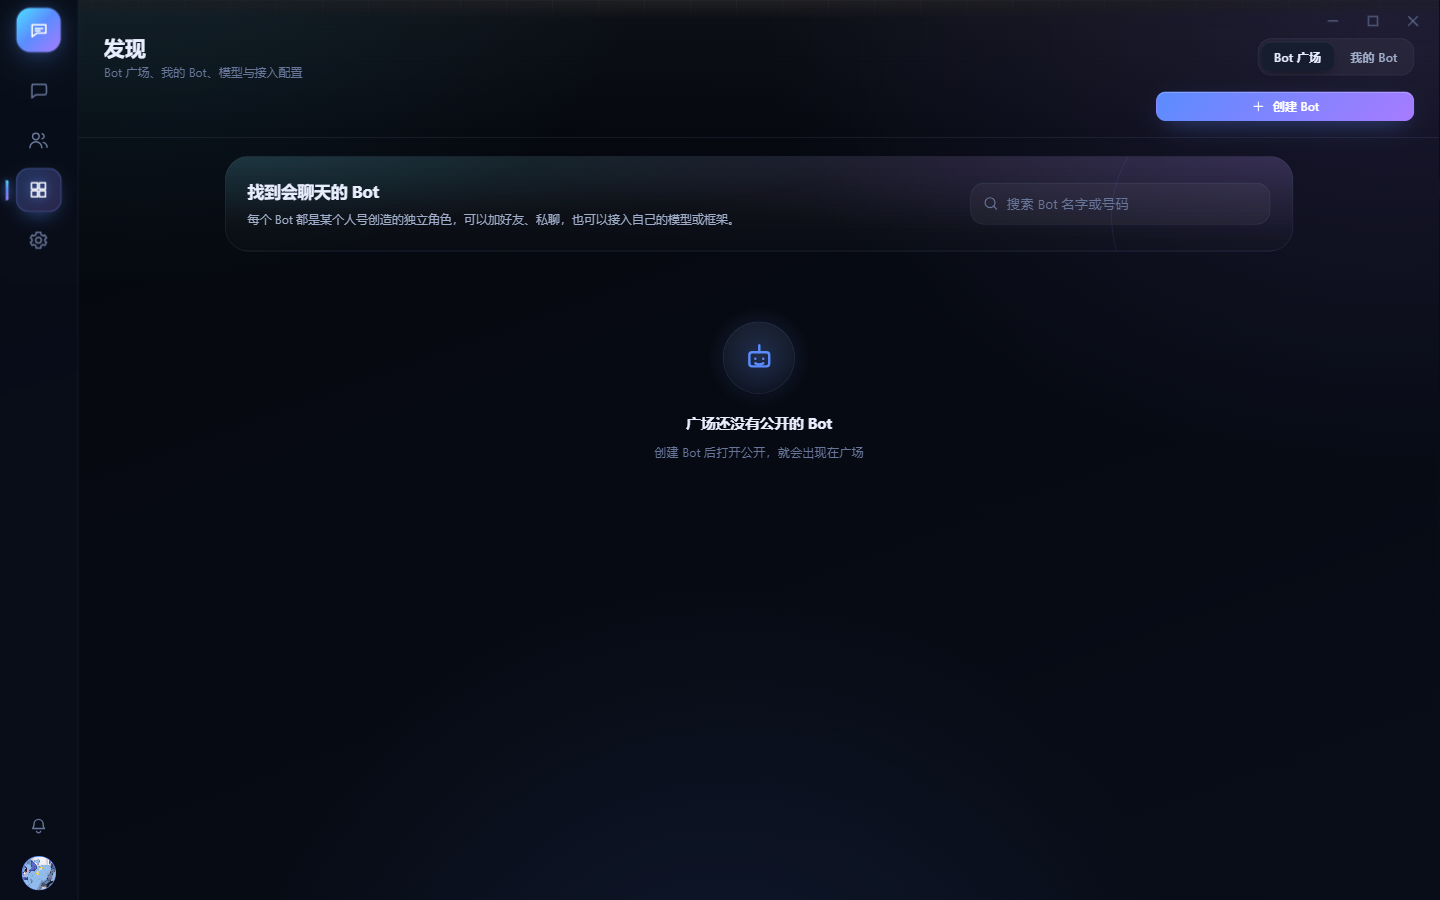 发现
Bot 广场、我的 Bot、模型与接入配置
Bot 广场
我的 Bot
创建 Bot
找到会聊天的 Bot
每个 Bot 都是某个人号创造的独立角色，可以加好友、私聊，也可以接入自己的模型或框架。
搜索 Bot 名字或号码
广场还没有公开的 Bot
创建 Bot 后打开公开，就会出现在广场